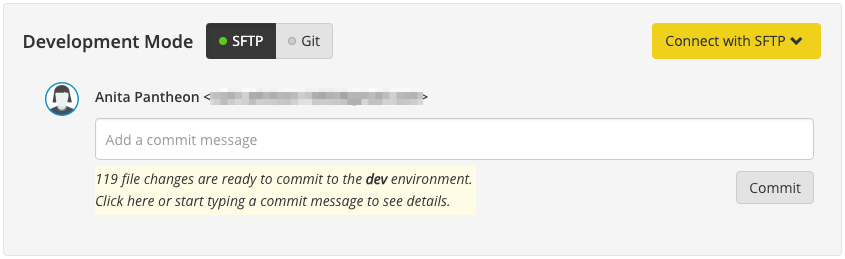 Development Mode SFTP Git Connect with SFTP
Anita Pantheon < >
Add a commit message
119 file changes are ready to commit to the dev environment.
Click here or start typing a commit message to see details.
Commit